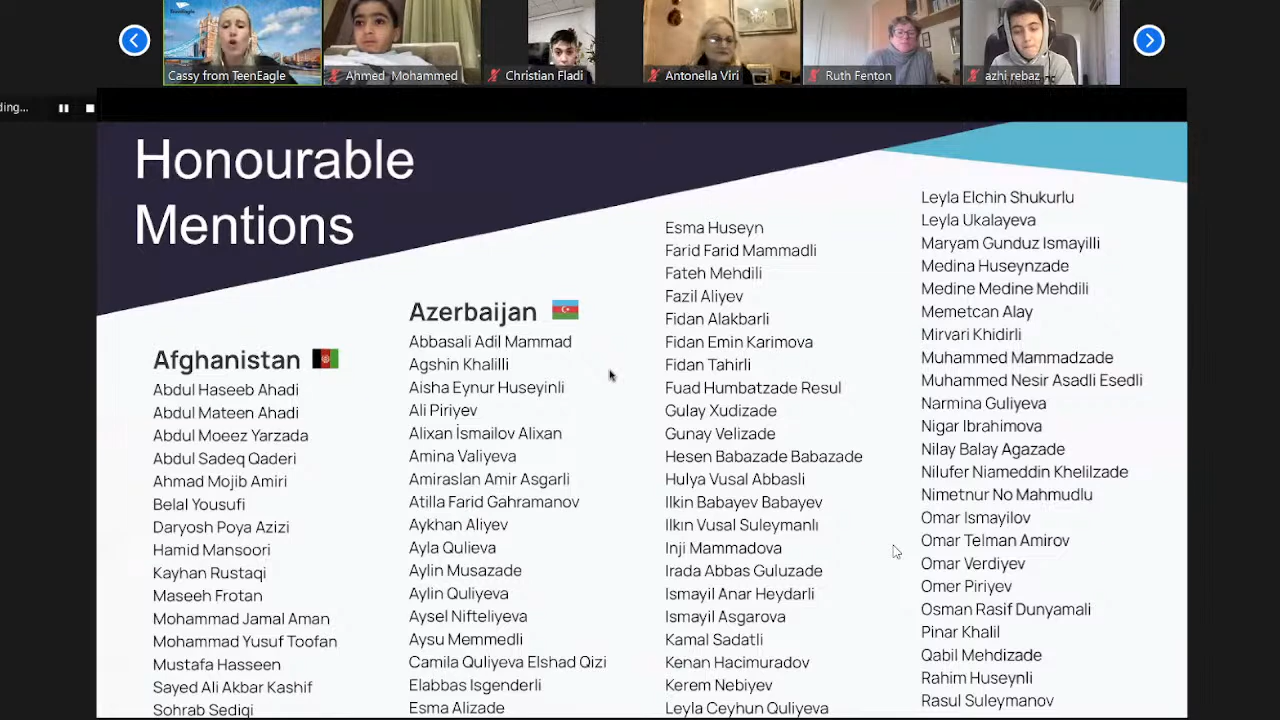 TeenEagle
Cassy from TeenEagle
Ahmed Mohammed
Christian Fladi
Antonella Viri
Ruth Fenton
azhi rebaz
ding...
Honourable
Mentions
Afghanistan
Abdul Haseeb Ahadi
Abdul Mateen Ahadi
Abdul Moeez Yarzada
Abdul Sadeq Qaderi
Ahmad Mojib Amiri
Belal Yousufi
Daryosh Poya Azizi
Hamid Mansoori
Kayhan Rustaqi
Maseeh Frotan
Mohammad Jamal Aman
Mohammad Yusuf Toofan
Mustafa Hasseen
Sayed Ali Akbar Kashif
Sohrab Sediqi
Azerbaijan
Abbasali Adil Mammad
Agshin Khalilli
Aisha Eynur Huseyinli
Ali Piriyev
Alixan İsmailov Alixan
Amina Valiyeva
Amiraslan Amir Asgarli
Atilla Farid Gahramanov
Aykhan Aliyev
Ayla Qulieva
Aylin Musazade
Aylin Quliyeva
Aysel Nifteliyeva
Aysu Memmedli
Camila Quliyeva Elshad Qizi
Elabbas Isgenderli
Esma Alizade
Esma Huseyn
Farid Farid Mammadli
Fateh Mehdili
Fazil Aliyev
Fidan Alakbarli
Fidan Emin Karimova
Fidan Tahirli
Fuad Humbatzade Resul
Gulay Xudizade
Gunay Velizade
Hesen Babazade Babazade
Hulya Vusal Abbasli
Ilkin Babayev Babayev
Ilkın Vusal Suleymanlı
Inji Mammadova
Irada Abbas Guluzade
Ismayil Anar Heydarli
Ismayil Asgarova
Kamal Sadatli
Kenan Hacimuradov
Kerem Nebiyev
Leyla Ceyhun Quliyeva
Leyla Elchin Shukurlu
Leyla Ukalayeva
Maryam Gunduz Ismayilli
Medina Huseynzade
Medine Medine Mehdili
Memetcan Alay
Mirvari Khidirli
Muhammed Mammadzade
Muhammed Nesir Asadli Esedli
Narmina Guliyeva
Nigar Ibrahimova
Nilay Balay Agazade
Nilufer Niameddin Khelilzade
Nimetnur No Mahmudlu
Omar Ismayilov
Omar Telman Amirov
Omar Verdiyev
Omer Piriyev
Osman Rasif Dunyamali
Pinar Khalil
Qabil Mehdizade
Rahim Huseynli
Rasul Suleymanov